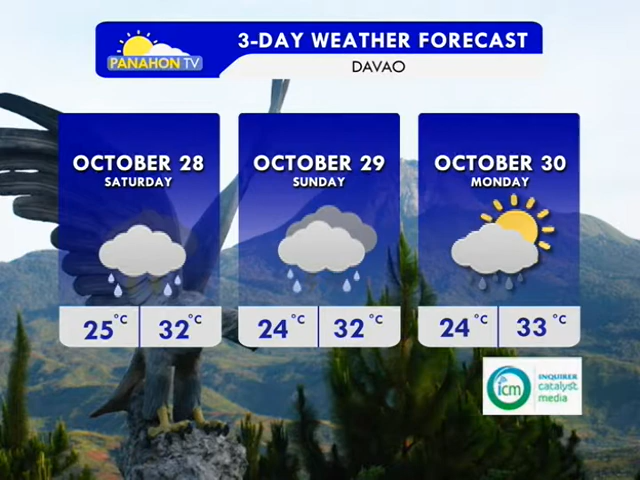 PANAHON TV
3-DAY WEATHER FORECAST
DAVAO
OCTOBER 28
SATURDAY
25°C 32°C
OCTOBER 29
SUNDAY
24°C 32°C
OCTOBER 30
MONDAY
24°C 33°C
icm
INQUIRER
catalyst
media